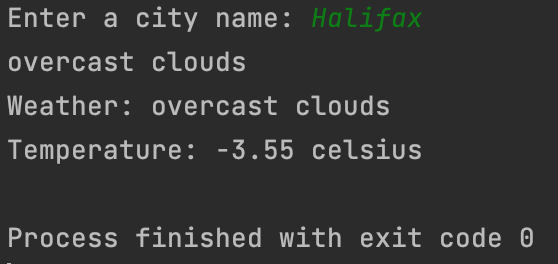 Enter a city name: Halifax
overcast clouds
Weather: overcast clouds
Temperature: -3.55 celsius
Process finished with exit code 0